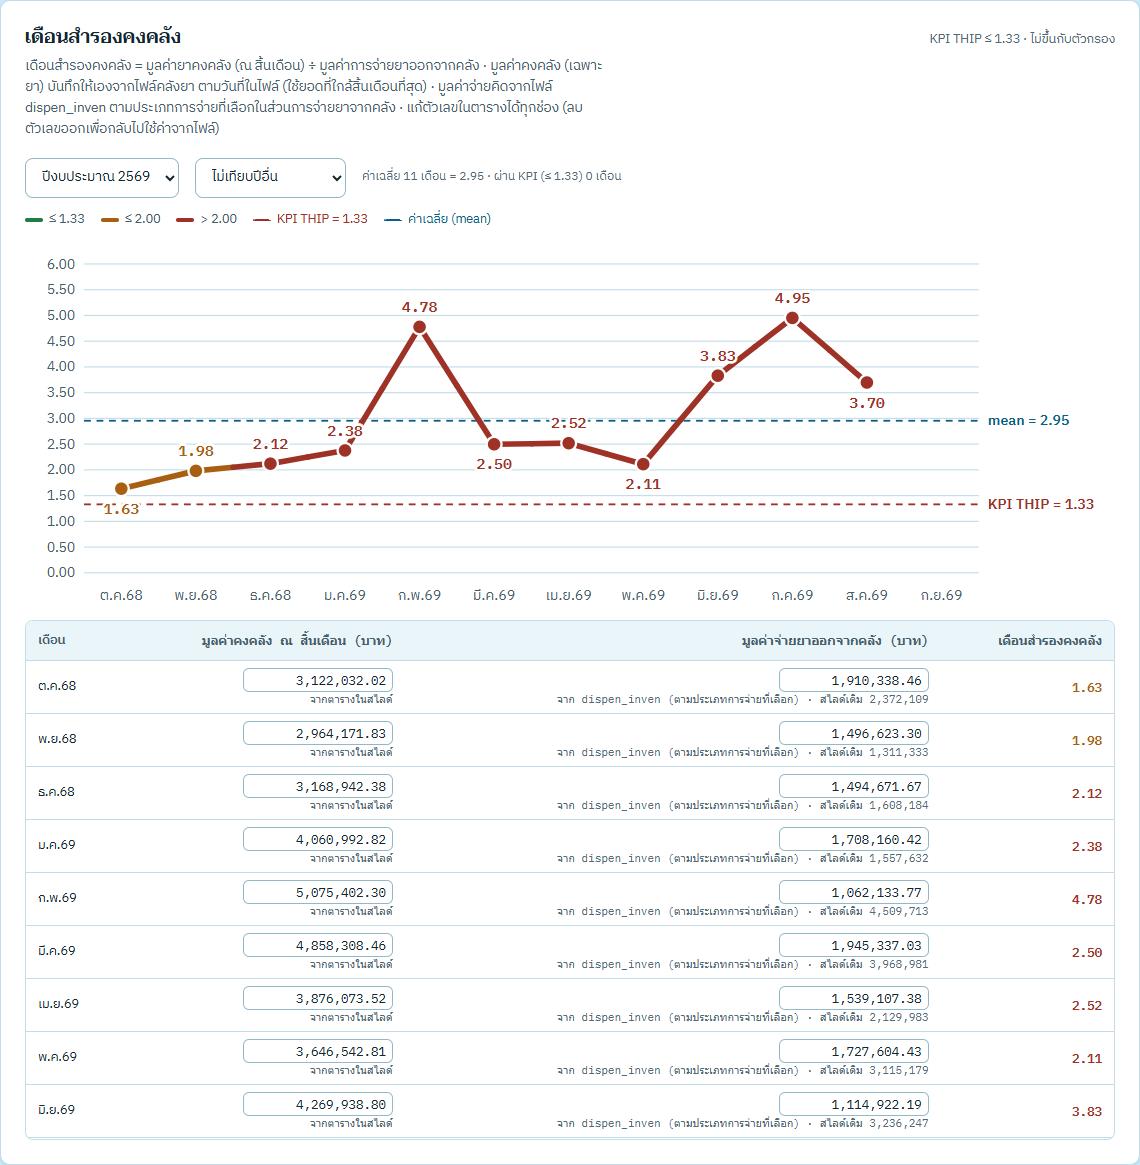 เดือนสำรองคงคลัง
KPI THIP ≤ 1.33 · ไม่ขึ้นกับตัวกรอง
เดือนสำรองคงคลัง = มูลค่ายาคงคลัง (ณ สิ้นเดือน) ÷ มูลค่าการจ่ายยาออกจากคลัง · มูลค่าคงคลัง (เฉพาะ
ยา) บันทึกให้เองจากไฟล์คลังยา ตามวันที่ในไฟล์ (ใช้ยอดที่ใกล้สิ้นเดือนที่สุด) · มูลค่าจ่ายคิดจากไฟล์
dispen_inven ตามประเภทการจ่ายที่เลือกในส่วนการจ่ายยาจากคลัง · แก้ตัวเลขในตารางได้ทุกช่อง (ลบ
ตัวเลขออกเพื่อกลับไปใช้ค่าจากไฟล์)
ปีงบประมาณ 2569 ไม่เทียบปีอื่น ค่าเฉลี่ย 11 เดือน = 2.95 · ผ่าน KPI (≤ 1.33) 0 เดือน
≤ 1.33 ≤ 2.00 > 2.00 KPI THIP = 1.33 ค่าเฉลี่ย (mean)
6.00
5.50
5.00
4.50
4.00
3.50
3.00
2.50
2.00
1.50
1.00
0.50
0.00
1.63
1.98
2.12
2.38
4.78
2.50
2.52
2.11
3.83
4.95
3.70
mean = 2.95
KPI THIP = 1.33
ต.ค.68 พ.ย.68 ธ.ค.68 ม.ค.69 ก.พ.69 มี.ค.69 เม.ย.69 พ.ค.69 มิ.ย.69 ก.ค.69 ส.ค.69 ก.ย.69
เดือน มูลค่าคงคลัง ณ สิ้นเดือน (บาท) มูลค่าจ่ายยาออกจากคลัง (บาท) เดือนสำรองคงคลัง
ต.ค.68 3,122,032.02 1,910,338.46 1.63
จากตารางในสไลด์ จาก dispen_inven (ตามประเภทการจ่ายที่เลือก) · สไลด์เดิม 2,372,109
พ.ย.68 2,964,171.83 1,496,623.30 1.98
จากตารางในสไลด์ จาก dispen_inven (ตามประเภทการจ่ายที่เลือก) · สไลด์เดิม 1,311,333
ธ.ค.68 3,168,942.38 1,494,671.67 2.12
จากตารางในสไลด์ จาก dispen_inven (ตามประเภทการจ่ายที่เลือก) · สไลด์เดิม 1,608,184
ม.ค.69 4,060,992.82 1,708,160.42 2.38
จากตารางในสไลด์ จาก dispen_inven (ตามประเภทการจ่ายที่เลือก) · สไลด์เดิม 1,557,632
ก.พ.69 5,075,402.30 1,062,133.77 4.78
จากตารางในสไลด์ จาก dispen_inven (ตามประเภทการจ่ายที่เลือก) · สไลด์เดิม 4,509,713
มี.ค.69 4,858,308.46 1,945,337.03 2.50
จากตารางในสไลด์ จาก dispen_inven (ตามประเภทการจ่ายที่เลือก) · สไลด์เดิม 3,968,981
เม.ย.69 3,876,073.52 1,539,107.38 2.52
จากตารางในสไลด์ จาก dispen_inven (ตามประเภทการจ่ายที่เลือก) · สไลด์เดิม 2,129,983
พ.ค.69 3,646,542.81 1,727,604.43 2.11
จากตารางในสไลด์ จาก dispen_inven (ตามประเภทการจ่ายที่เลือก) · สไลด์เดิม 3,115,179
มิ.ย.69 4,269,938.80 1,114,922.19 3.83
จากตารางในสไลด์ จาก dispen_inven (ตามประเภทการจ่ายที่เลือก) · สไลด์เดิม 3,236,247